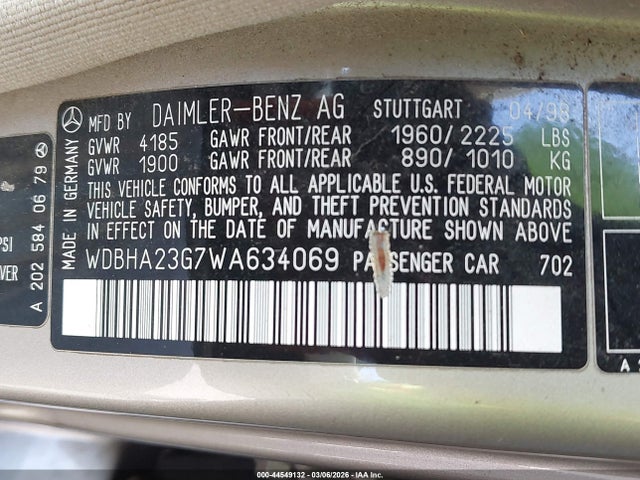 MFD BY DAIMLER-BENZ AG STUTTGART 04/98
GVWR 4185 GAWR FRONT/REAR 1960/2225 LBS
GVWR 1900 GAWR FRONT/REAR 890/1010 KG
THIS VEHICLE CONFORMS TO ALL APPLICABLE U.S. FEDERAL MOTOR
VEHICLE SAFETY, BUMPER, AND THEFT PREVENTION STANDARDS
IN EFFECT ON THE DATE OF MANUFACTURE SHOWN ABOVE
WDBHA23G7WA634069 PASSENGER CAR 702
MADE IN GERMANY
A 202 584 06 79
PSI
VER
A 2
000-44549132 - 03/06/2026 - IAA Inc.